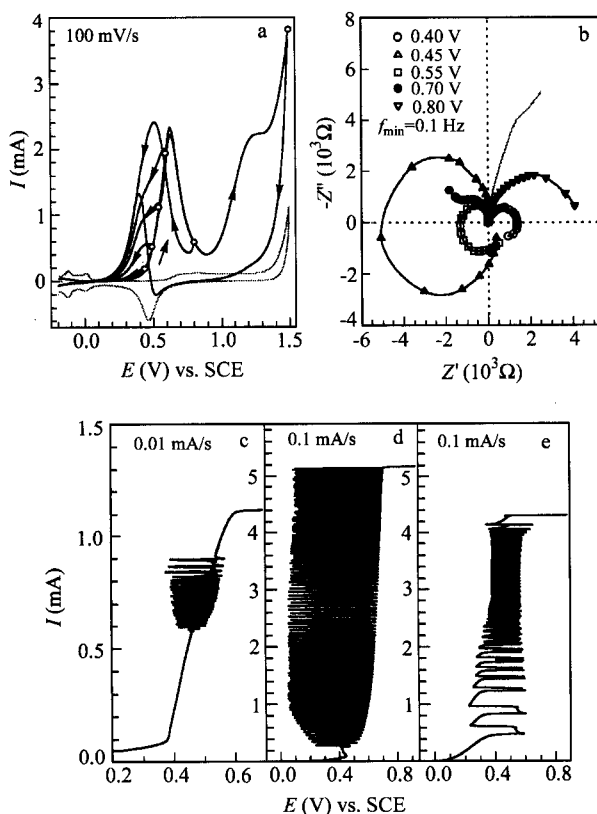 100 mV/s
a
I (mA)
4
3
2
1
0
0.0
0.5
1.0
1.5
E (V) vs. SCE
b
0.40 V
0.45 V
0.55 V
0.70 V
0.80 V
fmin=0.1 Hz
-Z'' (10³Ω)
8
6
4
2
0
-2
-4
-6
-4
-2
0
2
4
6
Z' (10³Ω)
0.01 mA/s
c
I (mA)
1.5
1.0
0.5
0.0
0.2
0.4
0.6
0.1 mA/s
d
5
4
3
2
1
0.0
0.4
0.8
0.1 mA/s
e
5
4
3
2
1
0.0
0.4
0.8
E (V) vs. SCE